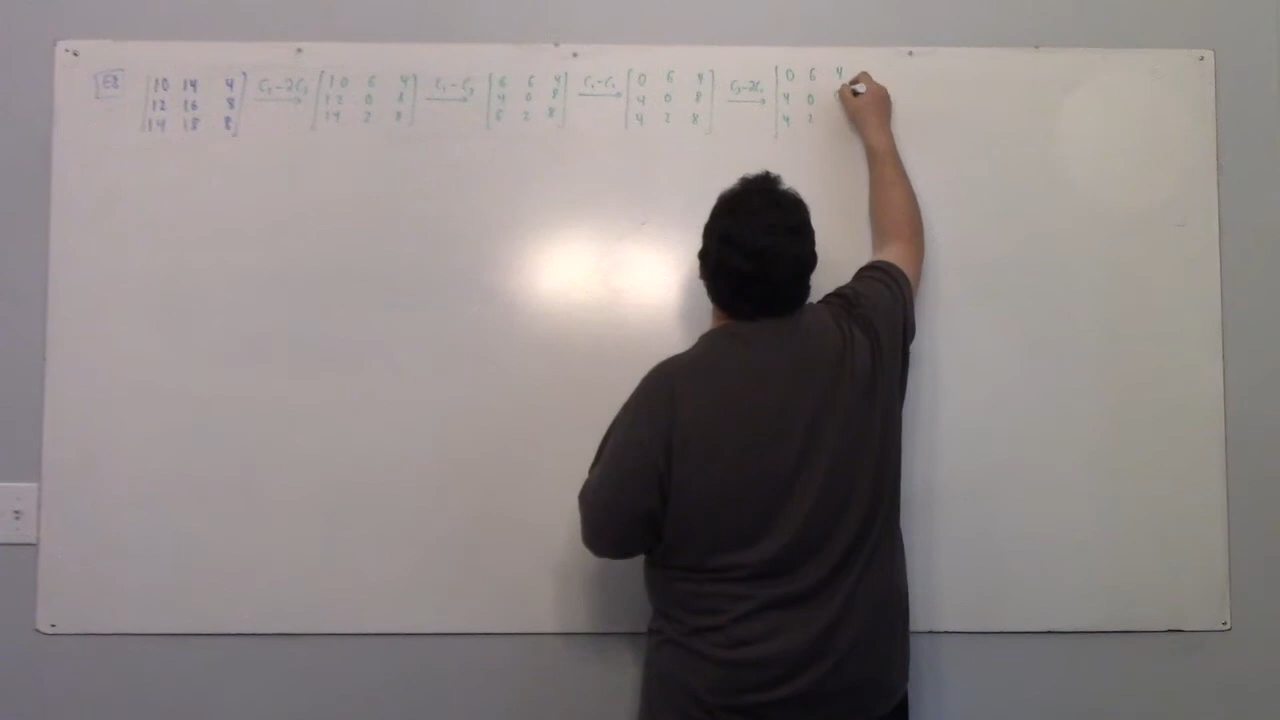 E8 [10 14 4 C₂-2C₃→ [10 6 4 C₁-C₃→ [6 6 4 C₁-C₂→ [0 6 4 C₃-2C₁→ [0 6 4
12 16 8 12 0 8 4 0 8 4 0 8 4 0
14 18 8] 14 2 8] 6 2 8] 4 2 8] 4 2